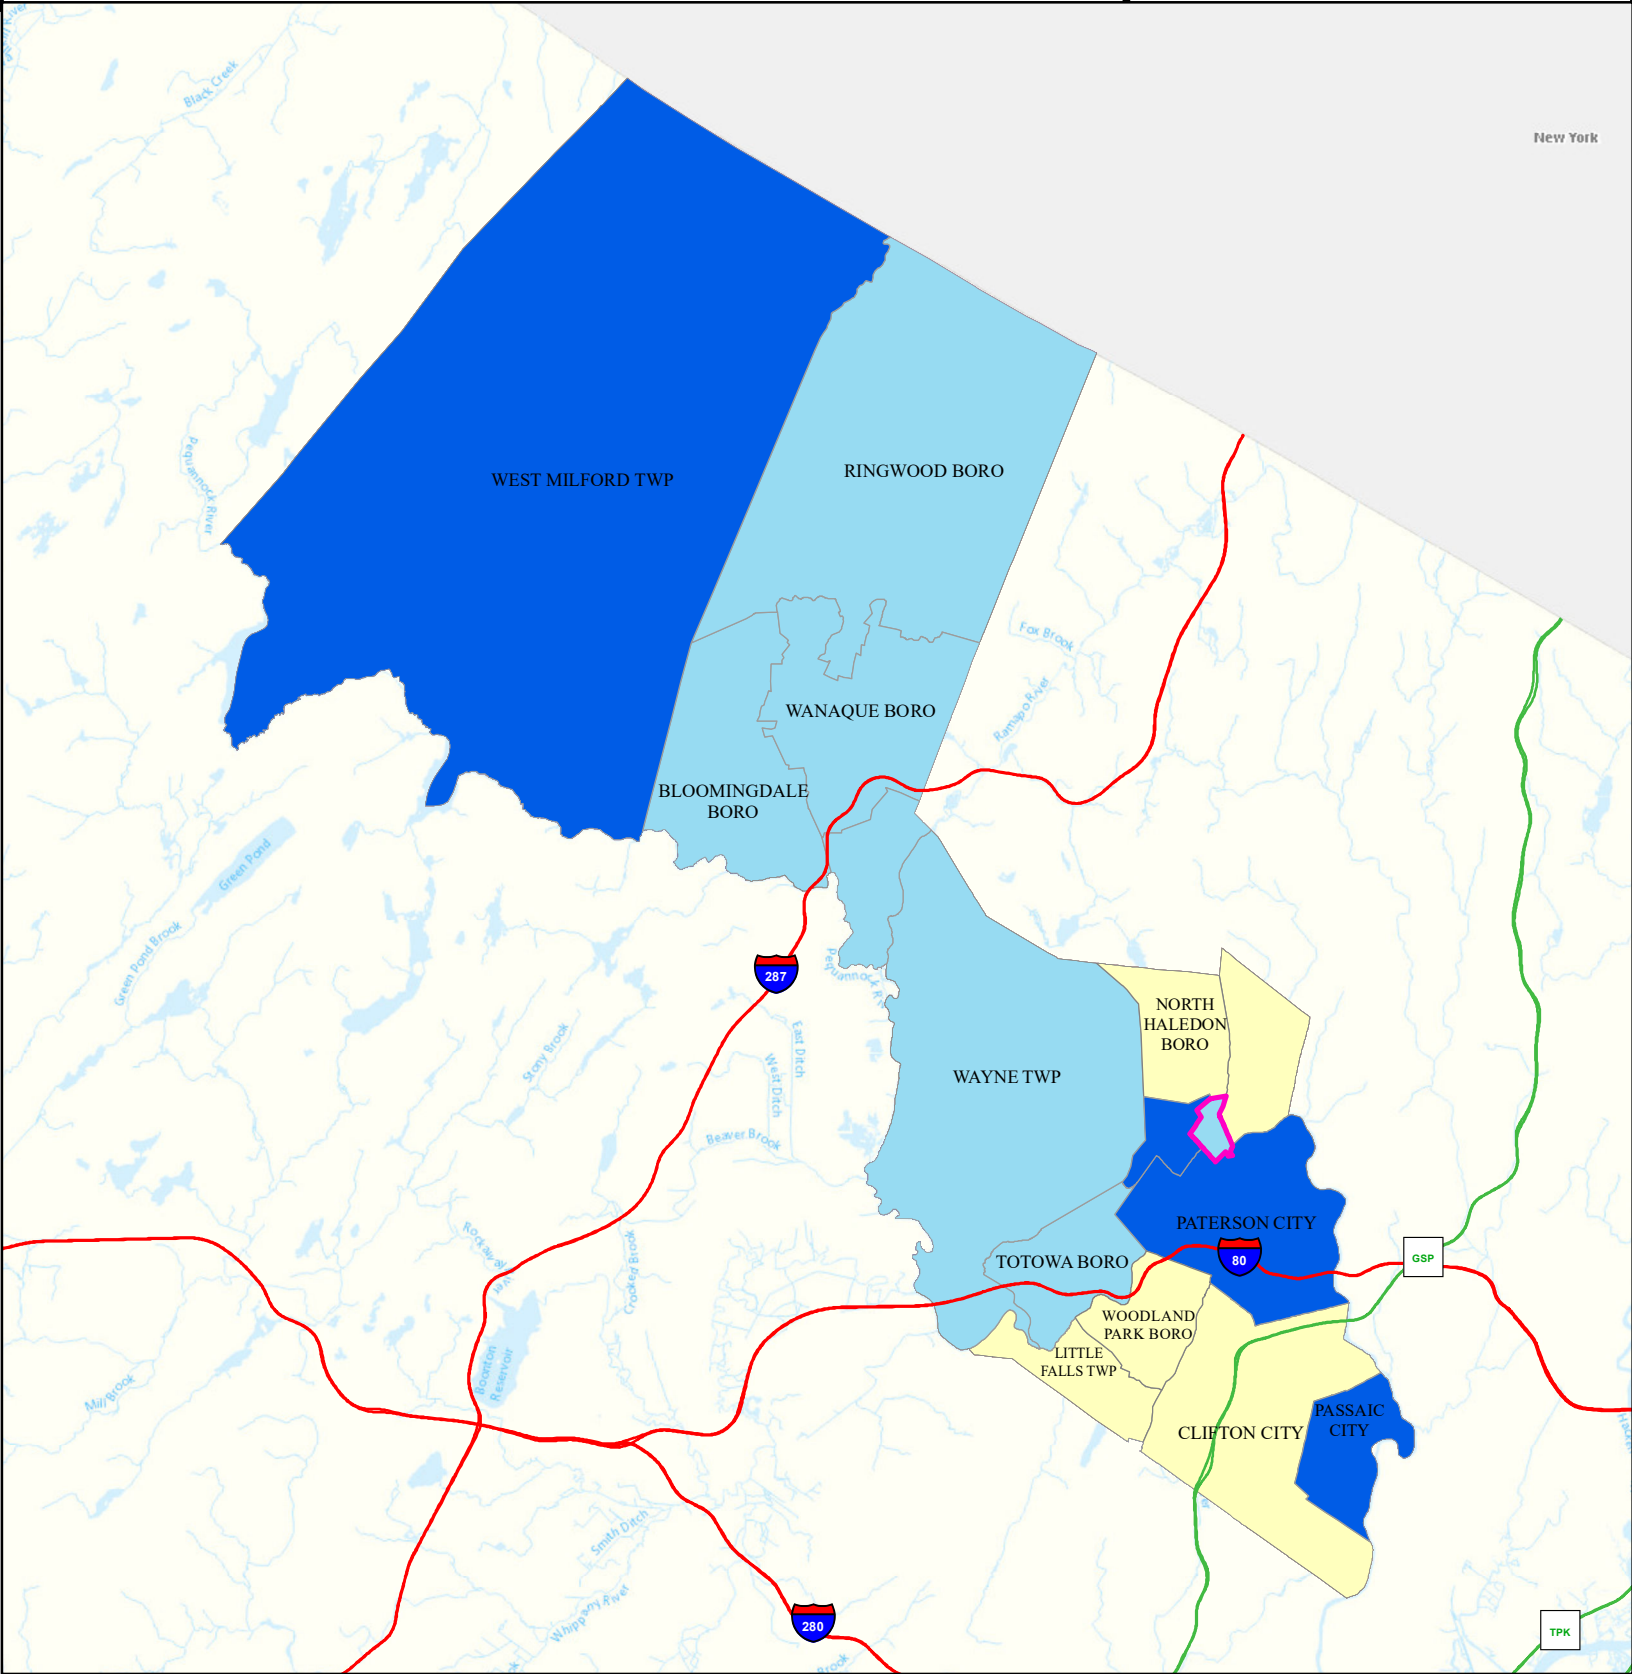 New York
Black Creek
Pequannock River
WEST MILFORD TWP
RINGWOOD BORO
Fox Brook
Ramapo River
WANAQUE BORO
BLOOMINGDALE
BORO
Green Pond
Green Pond Brook
287
Pequannock
East Ditch
West Ditch
Stony Brook
Beaver Brook
NORTH
HALEDON
BORO
WAYNE TWP
PATERSON CITY
80
GSP
TOTOWA BORO
Rockaway
Crooked Brook
WOODLAND
PARK BORO
LITTLE
FALLS TWP
Boonton
Reservoir
Mill Brook
PASSAIC
CITY
CLIFTON CITY
Smith Ditch
Whippany River
280
TPK
Brook